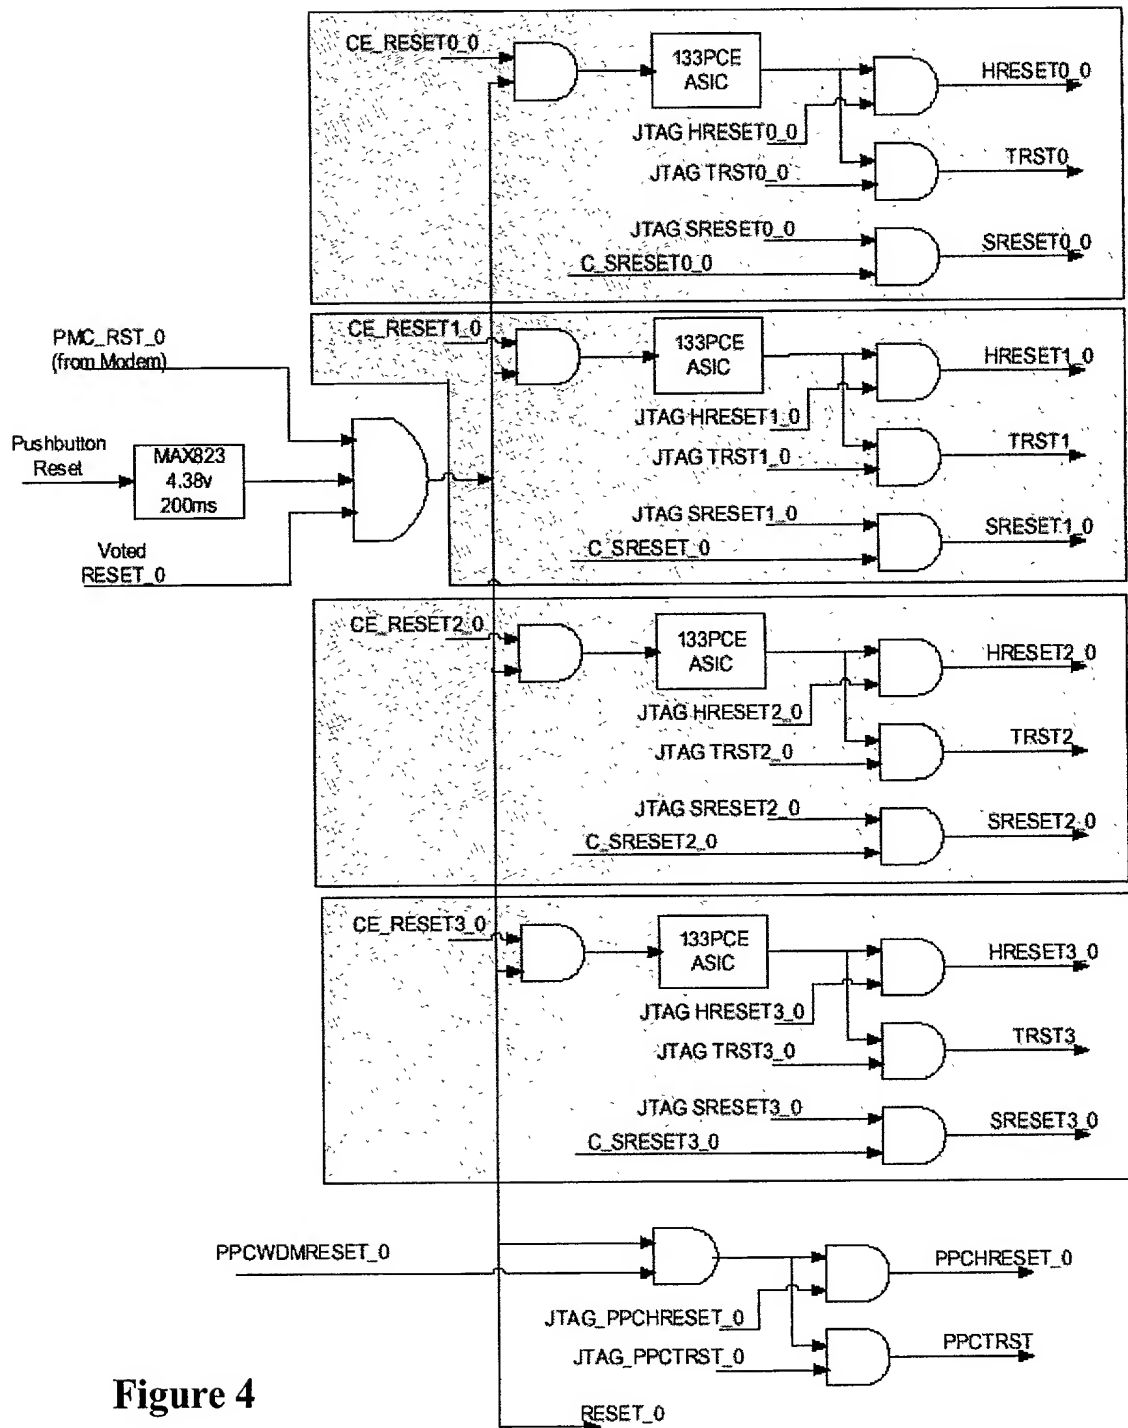 CE_RESET0_0
133PCE
ASIC
HRESET0_0
JTAG HRESET0_0
TRST0
JTAG TRST0_0
JTAG SRESET0_0
SRESET0_0
C_SRESET0_0
PMC_RST_0
(from Modem)
CE_RESET1_0
133PCE
ASIC
HRESET1_0
JTAG HRESET1_0
Pushbutton
Reset
MAX823
4.38v
200ms
TRST1
JTAG TRST1_0
JTAG SRESET1_0
SRESET1_0
C_SRESET_0
Voted
RESET_0
CE_RESET2_0
133PCE
ASIC
HRESET2_0
JTAG HRESET2_0
TRST2
JTAG TRST2_0
JTAG SRESET2_0
SRESET2_0
C_SRESET2_0
CE_RESET3_0
133PCE
ASIC
HRESET3_0
JTAG HRESET3_0
TRST3
JTAG TRST3_0
JTAG SRESET3_0
SRESET3_0
C_SRESET3_0
PPCWDMRESET_0
PPCHRESET_0
JTAG_PPCHRESET_0
PPCTRST
JTAG_PPCTRST_0
Figure 4
RESET_0